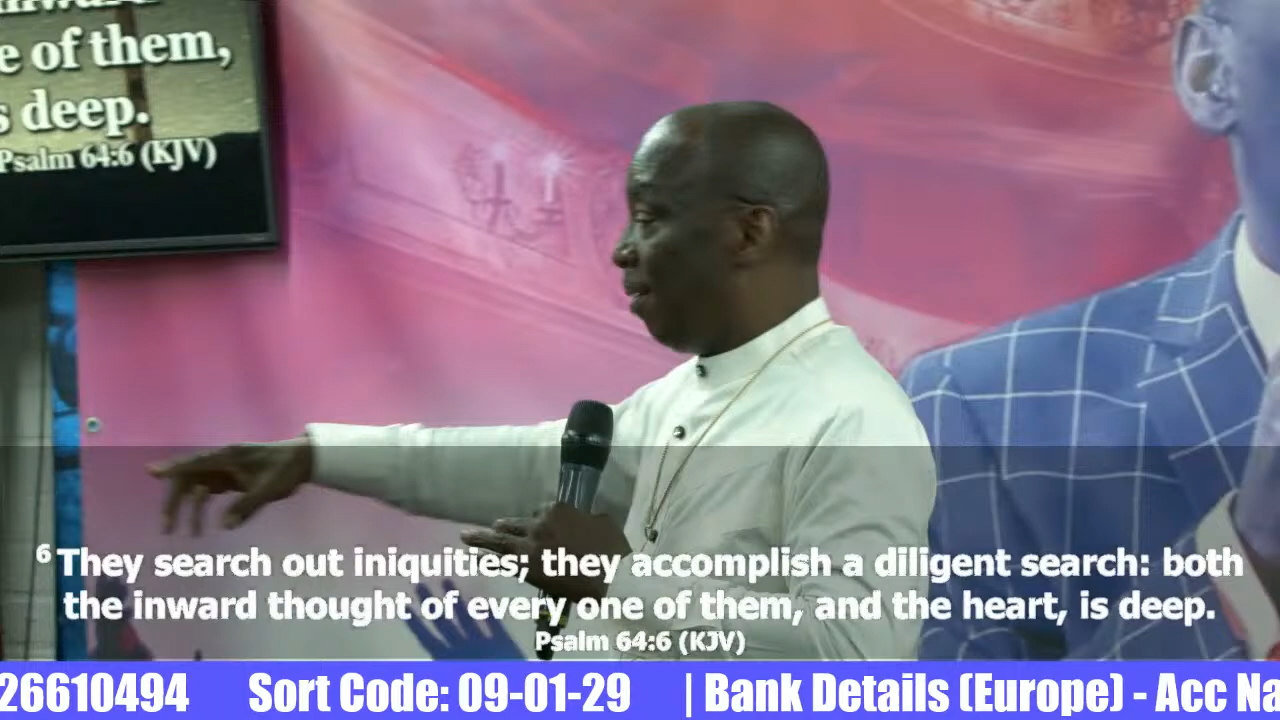 e of them,
s deep.
Psalm 64:6 (KJV)
6 They search out iniquities; they accomplish a diligent search: both
the inward thought of every one of them, and the heart, is deep.
Psalm 64:6 (KJV)
26610494 Sort Code: 09-01-29 | Bank Details (Europe) - Acc Na